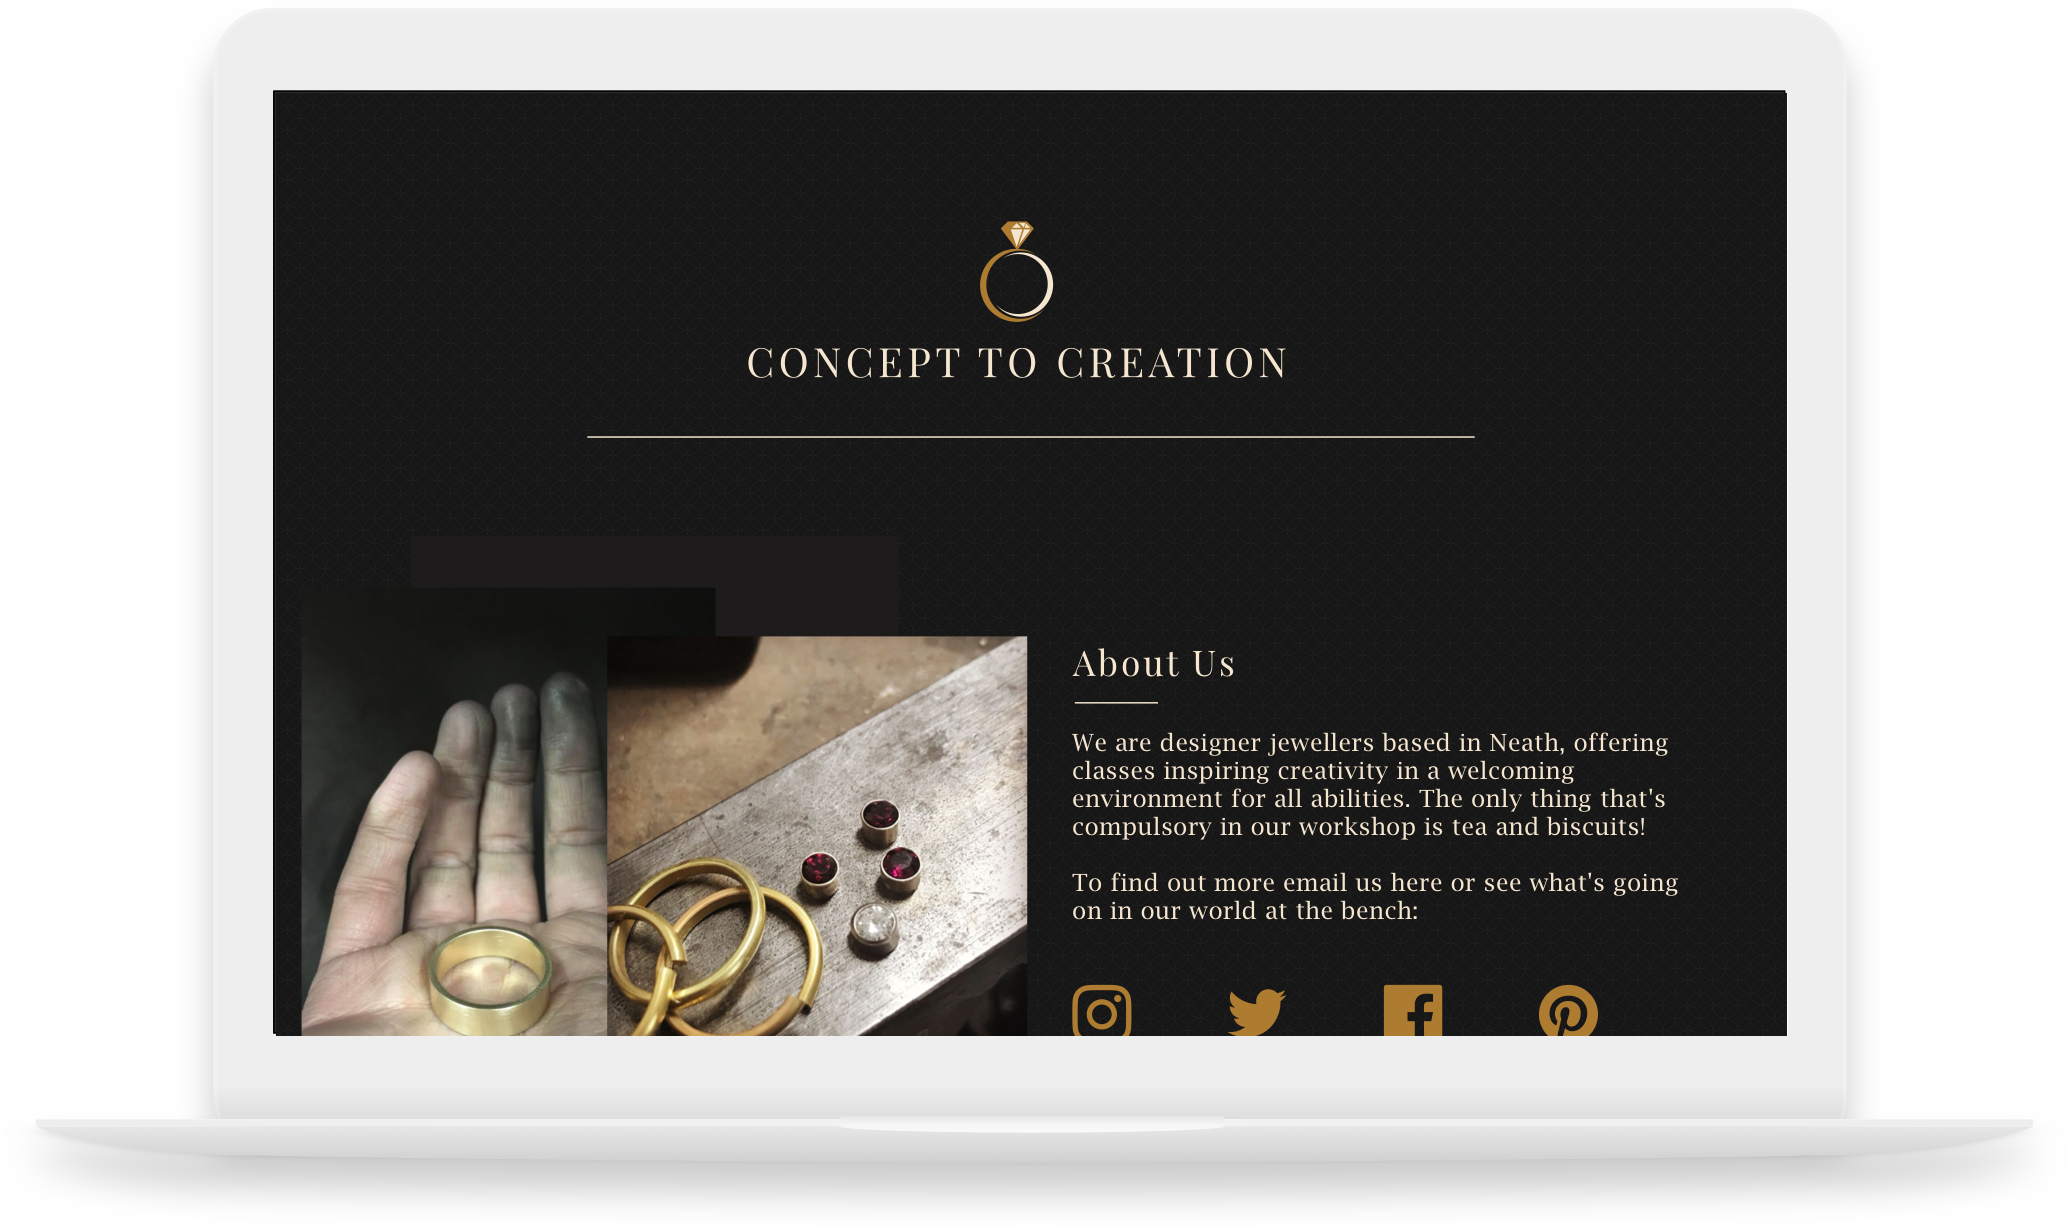 CONCEPT TO CREATION
About Us
We are designer jewellers based in Neath, offering
classes inspiring creativity in a welcoming
environment for all abilities. The only thing that's
compulsory in our workshop is tea and biscuits!
To find out more email us here or see what's going
on in our world at the bench: